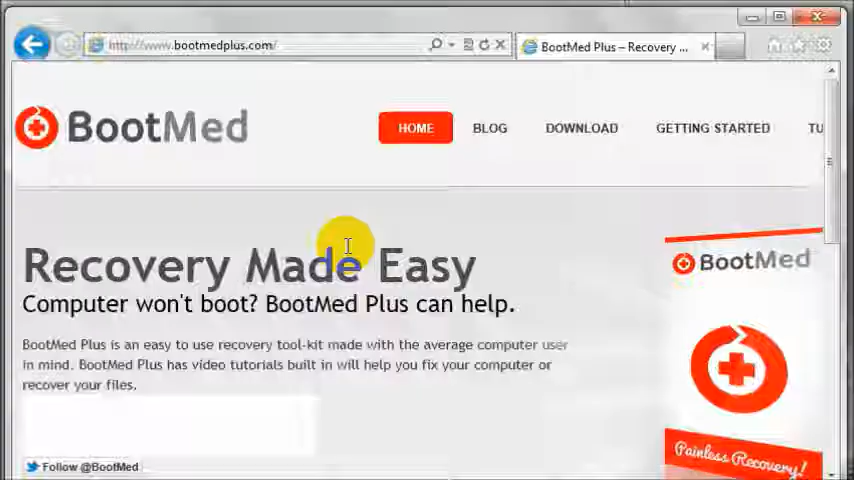 http://www.bootmedplus.com/
BootMed Plus – Recovery ...
BootMed
HOME
BLOG
DOWNLOAD
GETTING STARTED
TU
Recovery Made Easy
Computer won't boot? BootMed Plus can help.
BootMed Plus is an easy to use recovery tool-kit made with the average computer user
in mind. BootMed Plus has video tutorials built in will help you fix your computer or
recover your files.
Follow @BootMed
BootMed
Painless Recovery!